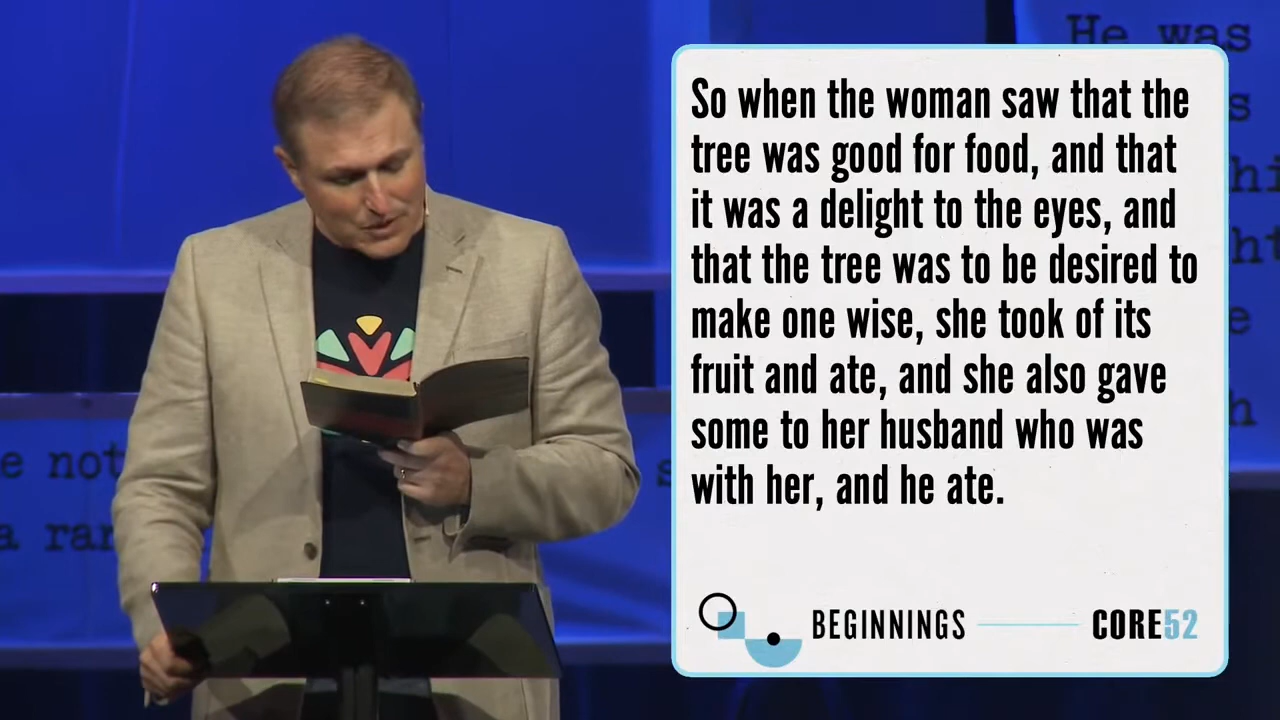 So when the woman saw that the
tree was good for food, and that
it was a delight to the eyes, and
that the tree was to be desired to
make one wise, she took of its
fruit and ate, and she also gave
some to her husband who was
with her, and he ate.
BEGINNINGS
CORE52
He was
not
a